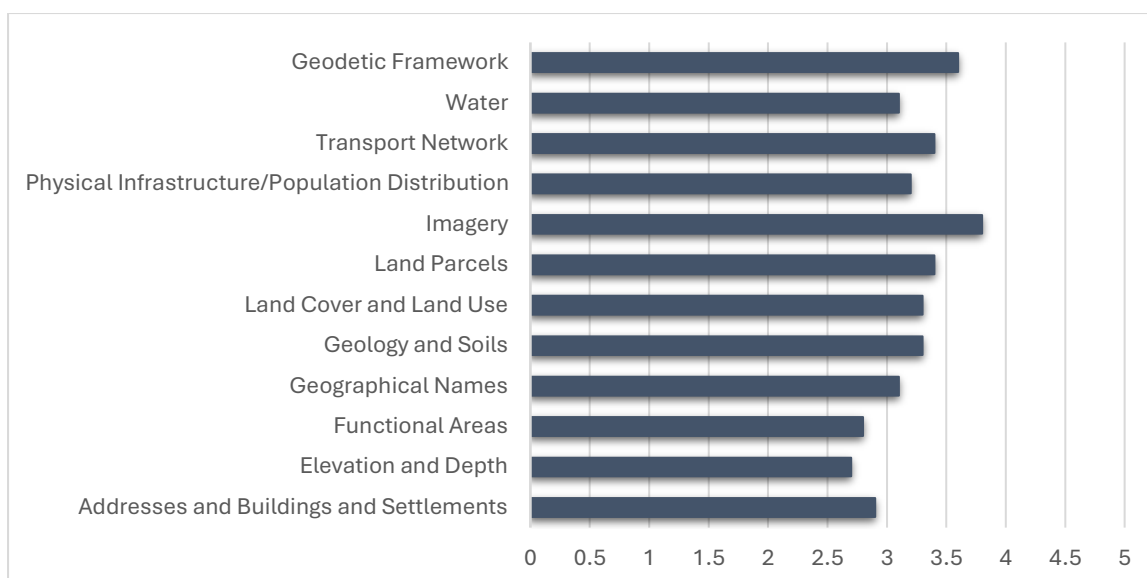 Geodetic Framework
Water
Transport Network
Physical Infrastructure/Population Distribution
Imagery
Land Parcels
Land Cover and Land Use
Geology and Soils
Geographical Names
Functional Areas
Elevation and Depth
Addresses and Buildings and Settlements
0 0.5 1 1.5 2 2.5 3 3.5 4 4.5 5